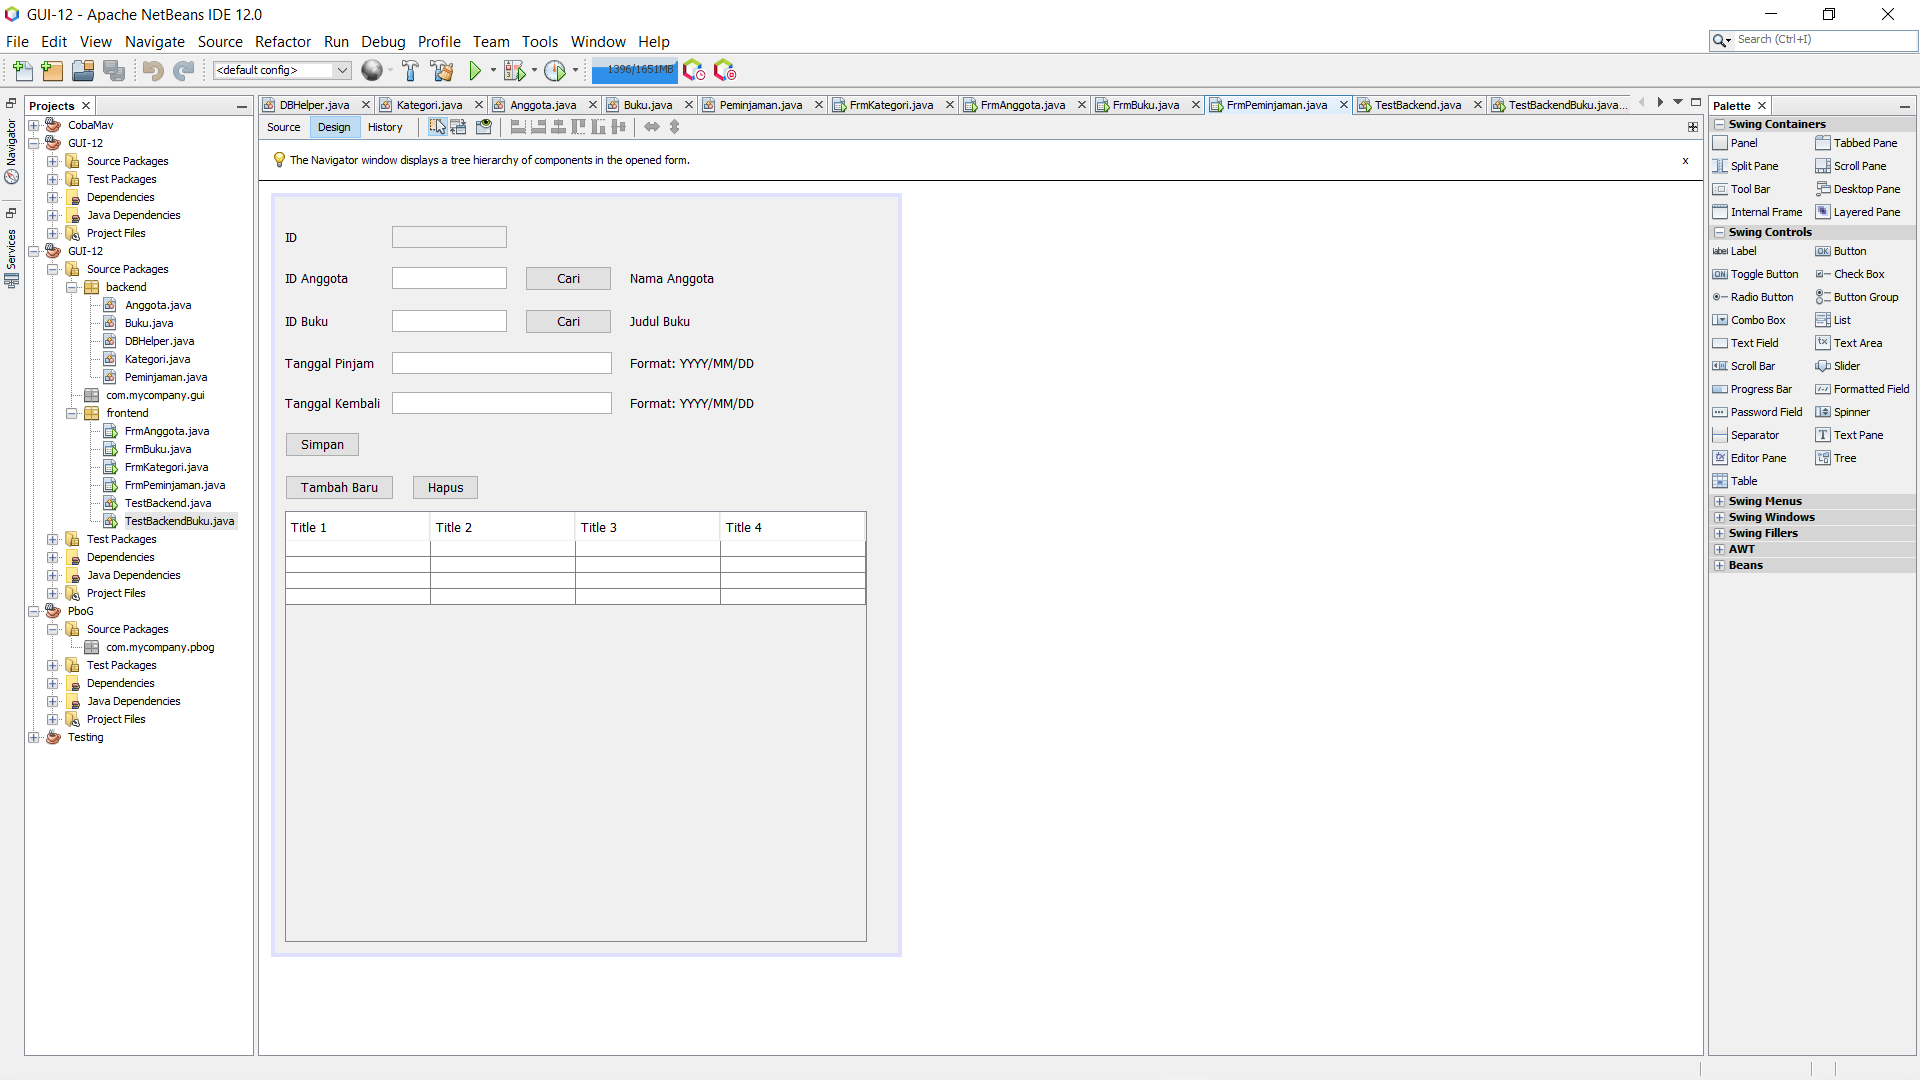 GUI-12 - Apache NetBeans IDE 12.0
File Edit View Navigate Source Refactor Run Debug Profile Team Tools Window Help
Search (Ctrl+I)
<default config>
1396/1651MB
Navigator
Services
Projects
CobaMav
GUI-12
Source Packages
Test Packages
Dependencies
Java Dependencies
Project Files
GUI-12
Source Packages
backend
Anggota.java
Buku.java
DBHelper.java
Kategori.java
Peminjaman.java
com.mycompany.gui
frontend
FrmAnggota.java
FrmBuku.java
FrmKategori.java
FrmPeminjaman.java
TestBackend.java
TestBackendBuku.java
Test Packages
Dependencies
Java Dependencies
Project Files
PboG
Source Packages
com.mycompany.pbog
Test Packages
Dependencies
Java Dependencies
Project Files
Testing
DBHelper.java Kategori.java Anggota.java Buku.java Peminjaman.java FrmKategori.java FrmAnggota.java FrmBuku.java FrmPeminjaman.java TestBackend.java TestBackendBuku.java...
Source Design History
The Navigator window displays a tree hierarchy of components in the opened form. x
ID
ID Anggota Cari Nama Anggota
ID Buku Cari Judul Buku
Tanggal Pinjam Format: YYYY/MM/DD
Tanggal Kembali Format: YYYY/MM/DD
Simpan
Tambah Baru Hapus
Title 1 Title 2 Title 3 Title 4
Palette
Swing Containers
Panel Tabbed Pane
Split Pane Scroll Pane
Tool Bar Desktop Pane
Internal Frame Layered Pane
Swing Controls
label Label OK Button
ON Toggle Button Check Box
Radio Button Button Group
Combo Box List
Text Field Text Area
Scroll Bar Slider
Progress Bar Formatted Field
Password Field Spinner
Separator Text Pane
Editor Pane Tree
Table
Swing Menus
Swing Windows
Swing Fillers
AWT
Beans